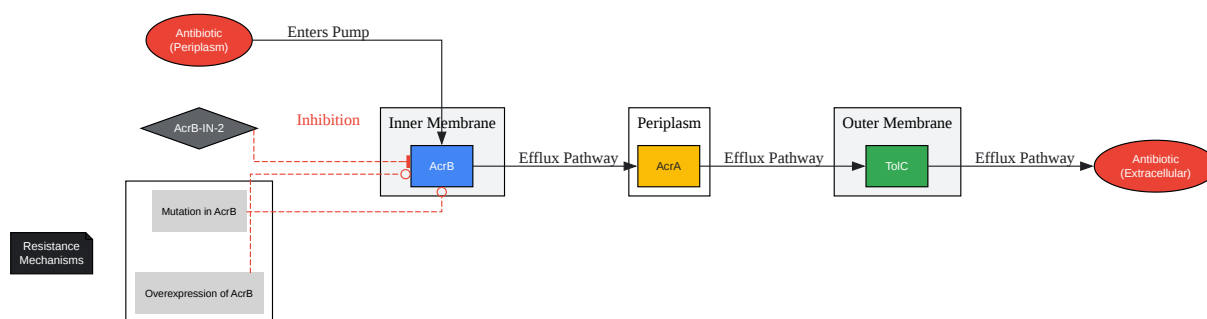 Antibiotic
(Periplasm)
Enters Pump
AcrB-IN-2
Inhibition
Inner Membrane
AcrB
Efflux Pathway
Periplasm
AcrA
Efflux Pathway
Outer Membrane
TolC
Efflux Pathway
Antibiotic
(Extracellular)
Mutation in AcrB
Resistance
Mechanisms
Overexpression of AcrB